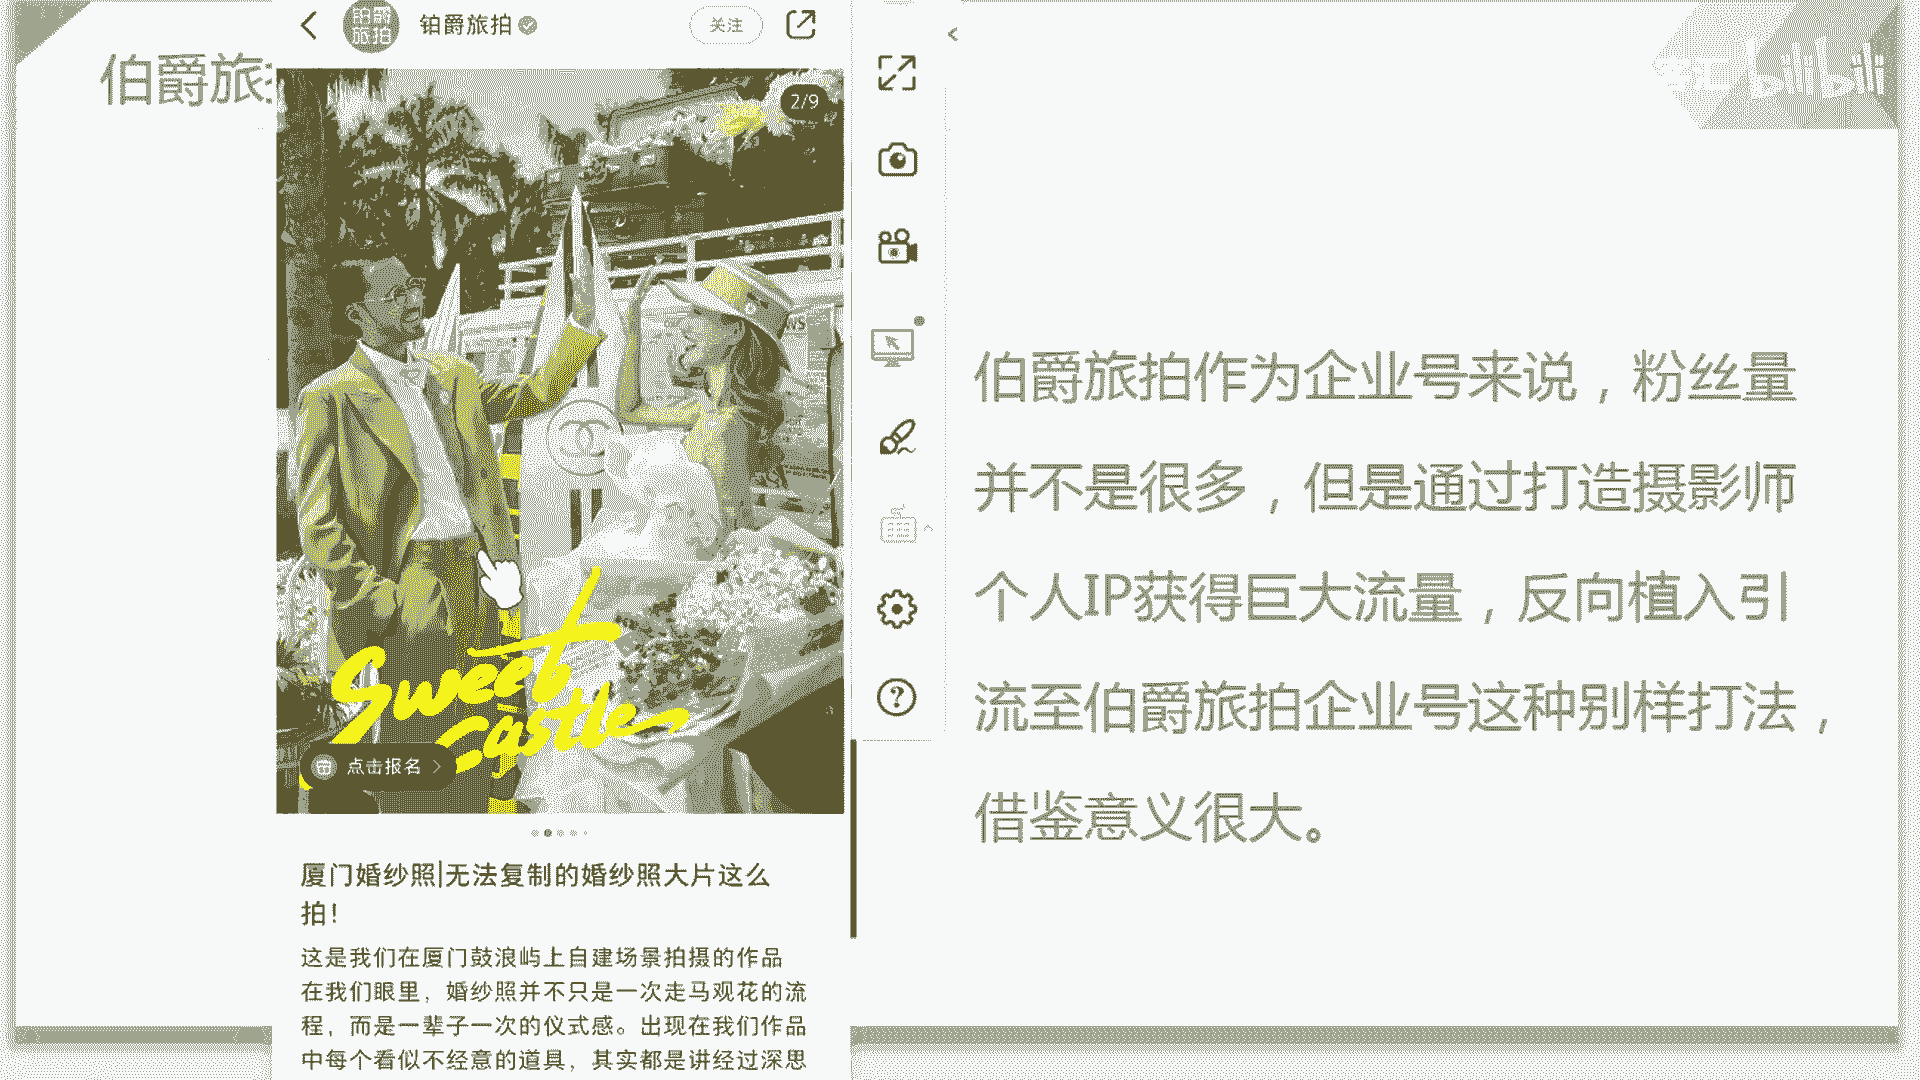 伯爵旅
铂爵旅拍
关注
2/9
Sweet
castle
点击报名
厦门婚纱照|无法复制的婚纱照大片这么
拍！
这是我们在厦门鼓浪屿上自建场景拍摄的作品
在我们眼里，婚纱照并不只是一次走马观花的流
程，而是一辈子一次的仪式感。出现在我们作品
中每个看似不经意的道具，其实都是讲经过深思
bilibili
伯爵旅拍作为企业号来说，粉丝量
并不是很多，但是通过打造摄影师
个人IP获得巨大流量，反向植入引
流至伯爵旅拍企业号这种别样打法，
借鉴意义很大。